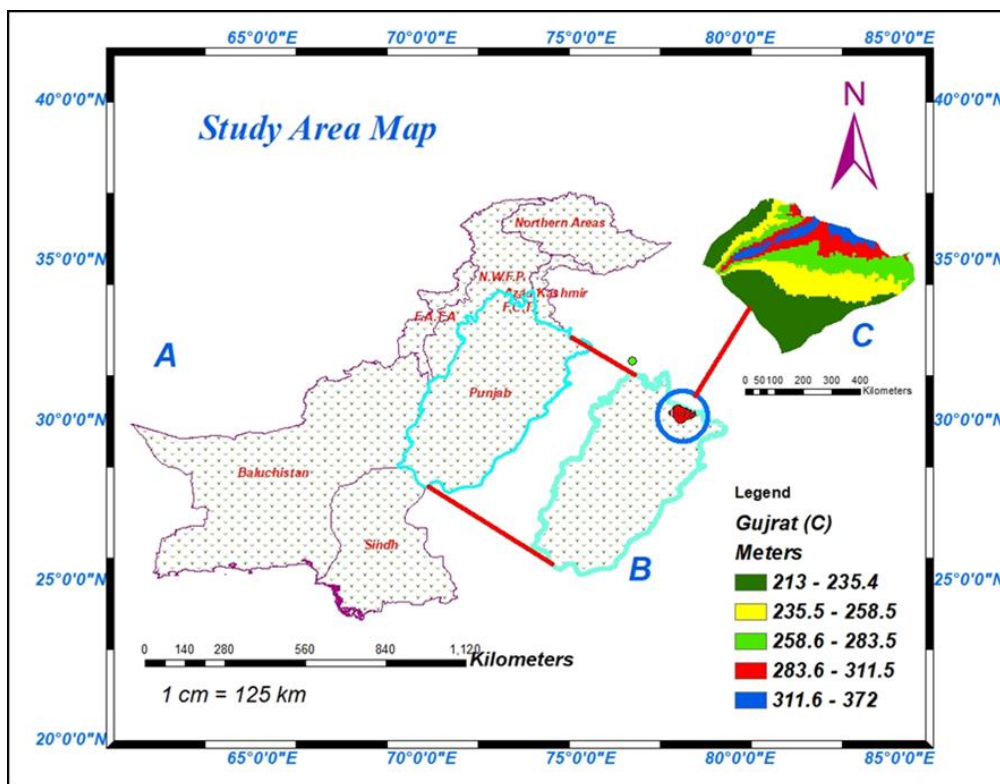 65°0'0"E 70°0'0"E 75°0'0"E 80°0'0"E 85°0'0"E
40°0'0"N 40°0'0"N
Study Area Map
N
Northern Areas
35°0'0"N 35°0'0"N
N.W.F.P.
Azad Kashmir
F.C.T.
F.A.T.A
A
C
Punjab
0 50 100 200 300 400
Kilometers
30°0'0"N 30°0'0"N
Baluchistan
Legend
Gujrat (C)
Sindh
Meters
B
25°0'0"N 25°0'0"N
213 - 235.4
235.5 - 258.5
258.6 - 283.5
283.6 - 311.5
311.6 - 372
0 140 280 560 840 1,120
Kilometers
1 cm = 125 km
20°0'0"N 20°0'0"N
65°0'0"E 70°0'0"E 75°0'0"E 80°0'0"E 85°0'0"E